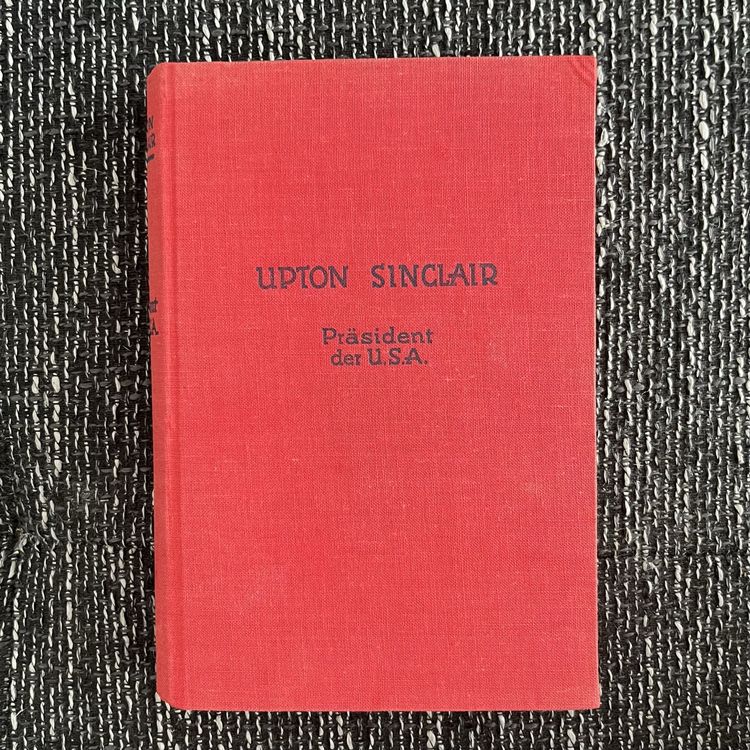 UPTON SINCLAIR
Präsident
der U.S.A.